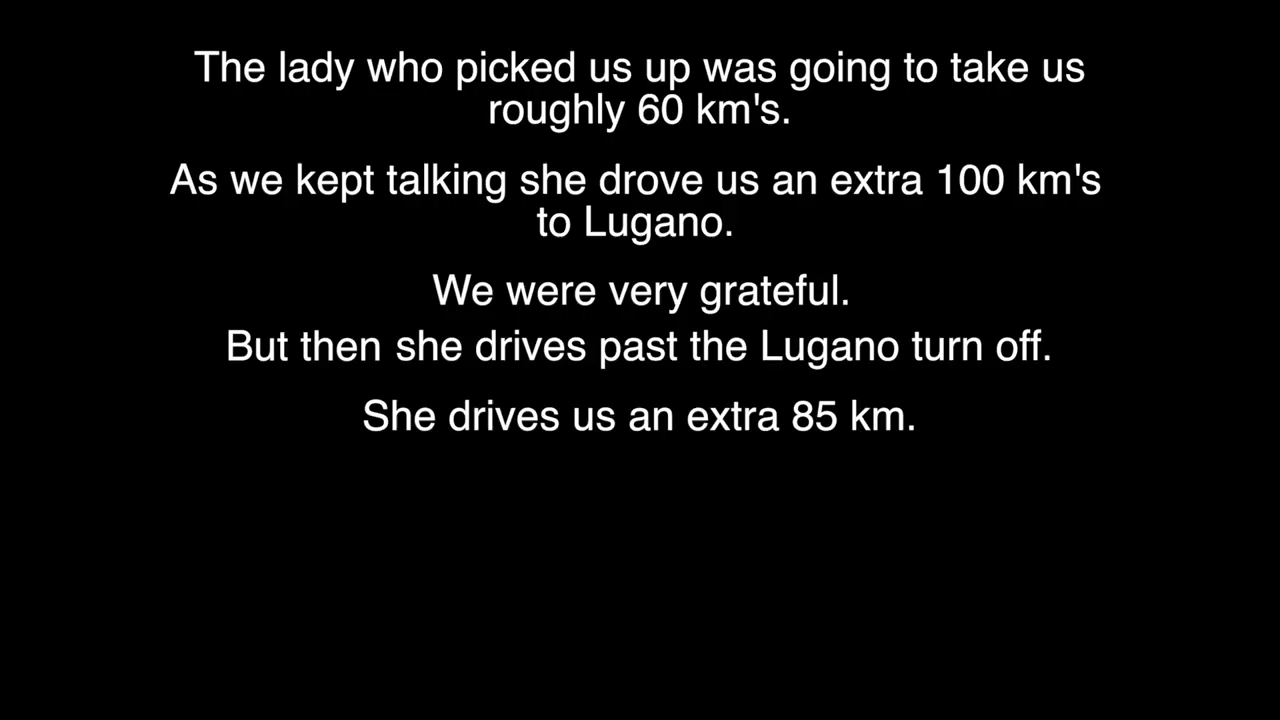 The lady who picked us up was going to take us
roughly 60 km's.
As we kept talking she drove us an extra 100 km's
to Lugano.
We were very grateful.
But then she drives past the Lugano turn off.
She drives us an extra 85 km.